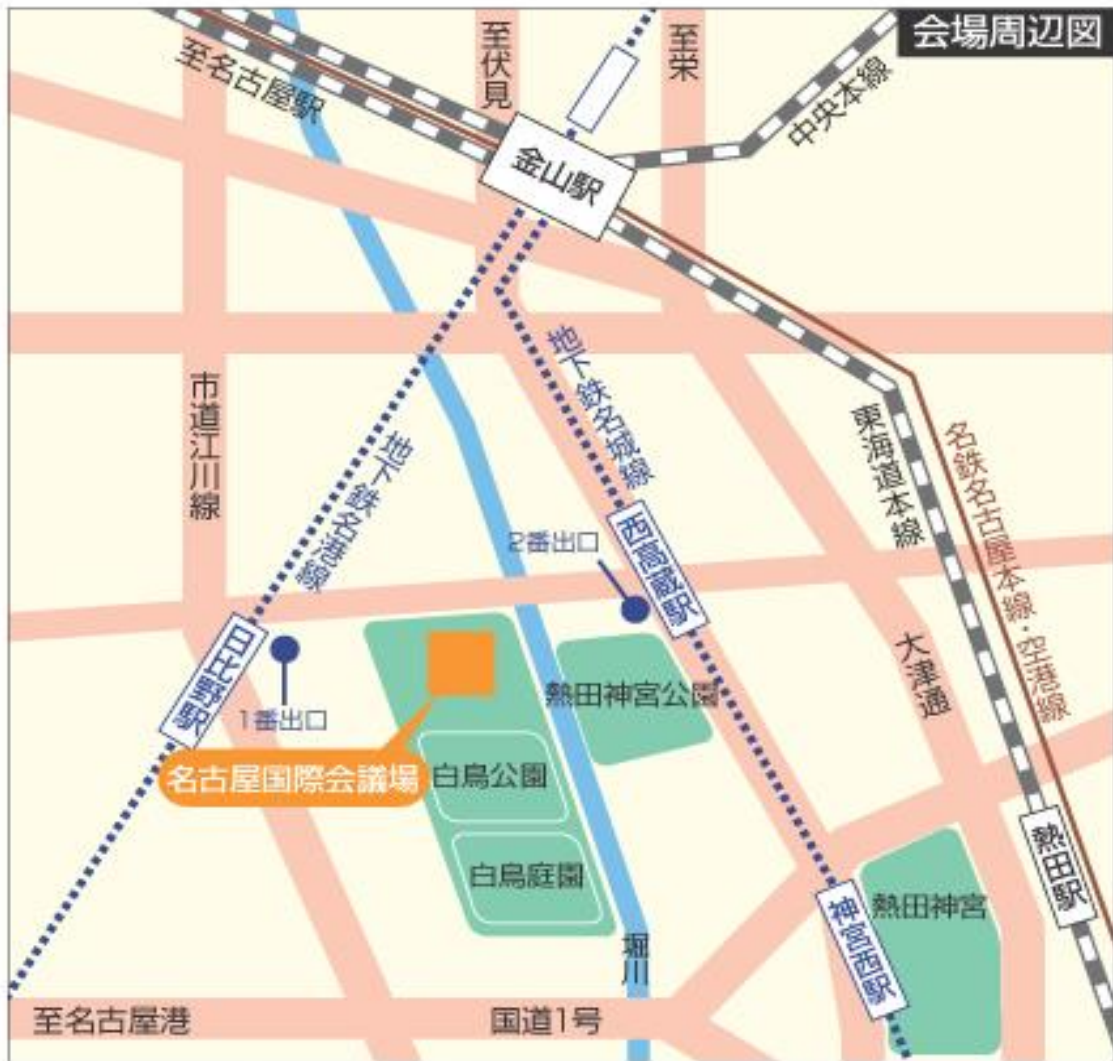 会場周辺図
至名古屋駅
至伏見
至栄
中央本線
金山駅
市道江川線
地下鉄名港線
地下鉄名城線
東海道本線
名鉄名古屋本線・空港線
2番出口
西高蔵駅
大津通
日比野駅
1番出口
熱田神宮公園
名古屋国際会議場
白鳥公園
白鳥庭園
熱田駅
熱田神宮
神宮西駅
堀川
至名古屋港
国道1号